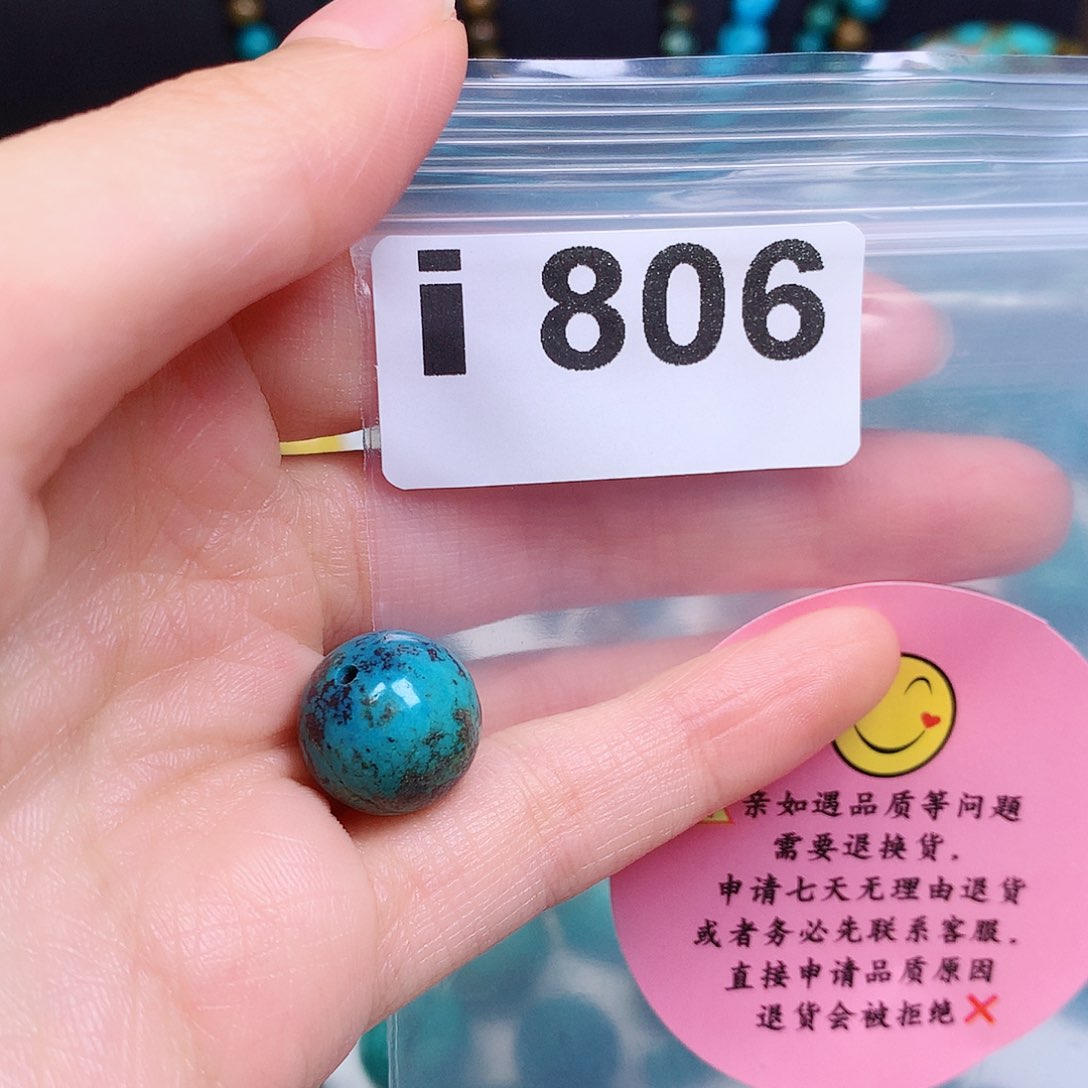 i 806
亲如遇品质等问题
需要退换货，
申请七天无理由退货
或者务必先联系客服，
直接申请品质原因
退货会被拒绝❌